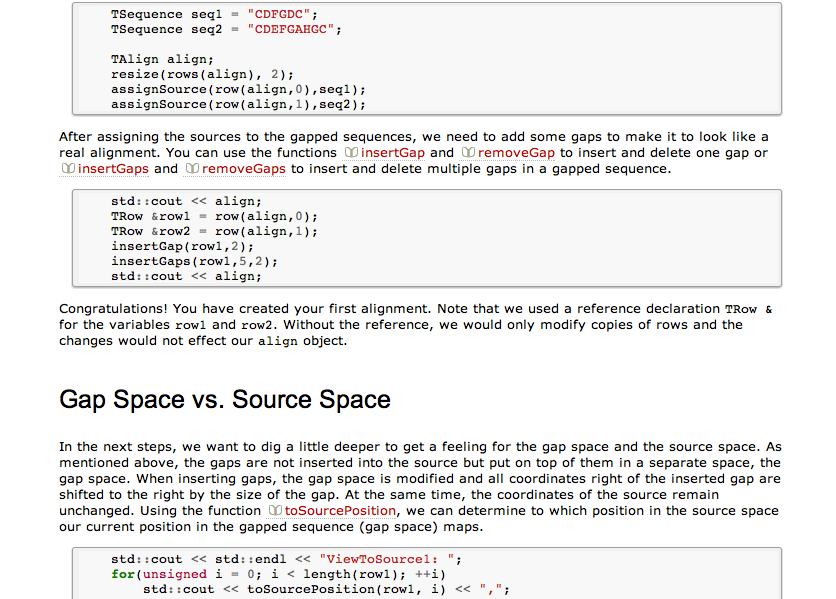 TSequence seq1 = "CDFGDC";
TSequence seq2 = "CDEFGAHGC";
TAlign align;
resize(rows(align), 2);
assignSource(row(align,0),seq1);
assignSource(row(align,1),seq2);
After assigning the sources to the gapped sequences, we need to add some gaps to make it to look like a
real alignment. You can use the functions insertGap and removeGap to insert and delete one gap or
insertGaps and removeGaps to insert and delete multiple gaps in a gapped sequence.
std::cout << align;
TRow &row1 = row(align,0);
TRow &row2 = row(align,1);
insertGap(row1,2);
insertGaps(row1,5,2);
std::cout << align;
Congratulations! You have created your first alignment. Note that we used a reference declaration TRow &
for the variables row1 and row2. Without the reference, we would only modify copies of rows and the
changes would not effect our align object.
Gap Space vs. Source Space
In the next steps, we want to dig a little deeper to get a feeling for the gap space and the source space. As
mentioned above, the gaps are not inserted into the source but put on top of them in a separate space, the
gap space. When inserting gaps, the gap space is modified and all coordinates right of the inserted gap are
shifted to the right by the size of the gap. At the same time, the coordinates of the source remain
unchanged. Using the function toSourcePosition, we can determine to which position in the source space
our current position in the gapped sequence (gap space) maps.
std::cout << std::endl << "ViewToSource1: ";
for(unsigned i = 0; i < length(row1); ++i)
std::cout << toSourcePosition(row1, i) << ",";